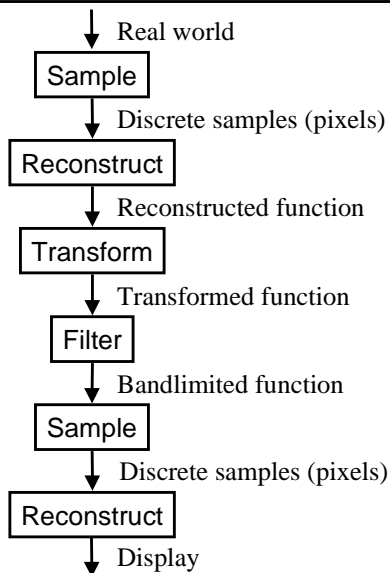 Real world
Sample
Discrete samples (pixels)
Reconstruct
Reconstructed function
Transform
Transformed function
Filter
Bandlimited function
Sample
Discrete samples (pixels)
Reconstruct
Display